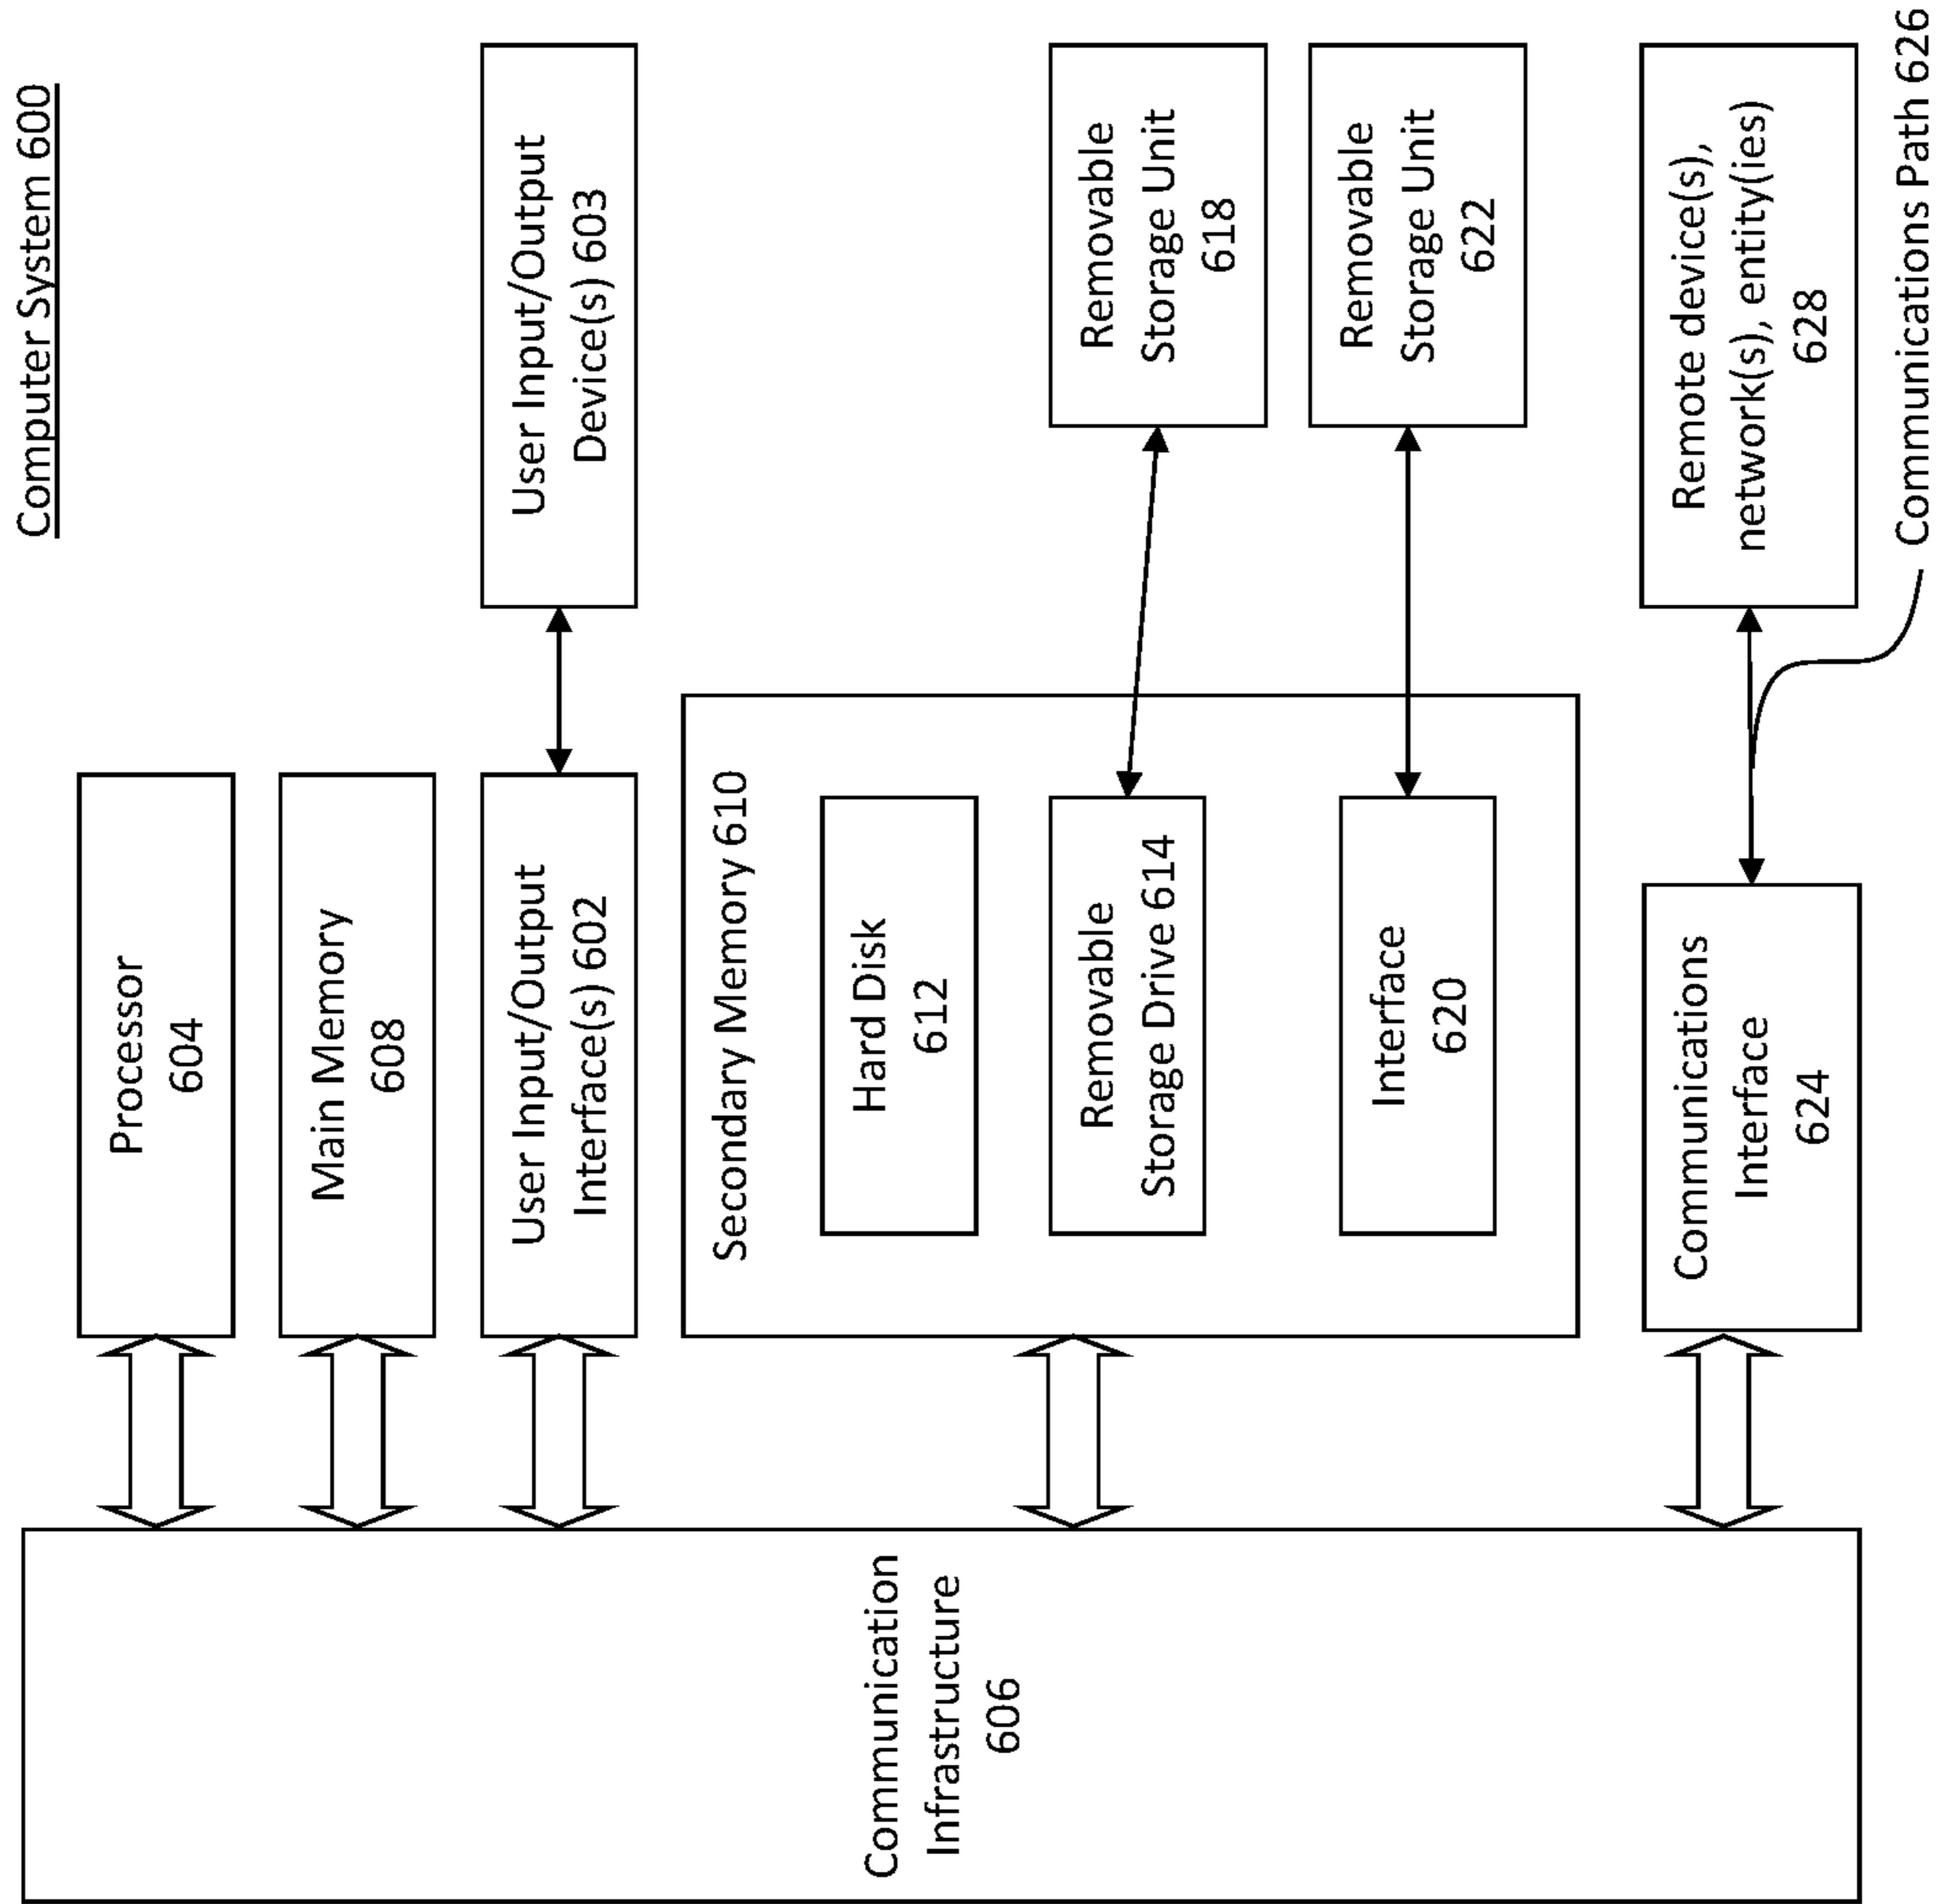 Computer System 600
Processor
604
Main Memory
608
User Input/Output
Interface(s) 602
User Input/Output
Device(s) 603
Secondary Memory 610
Hard Disk
612
Removable
Storage Drive 614
Removable
Storage Unit
618
Interface
620
Removable
Storage Unit
622
Communications
Interface
624
Remote device(s),
network(s), entity(ies)
628
Communications Path 626
Communication
Infrastructure
606